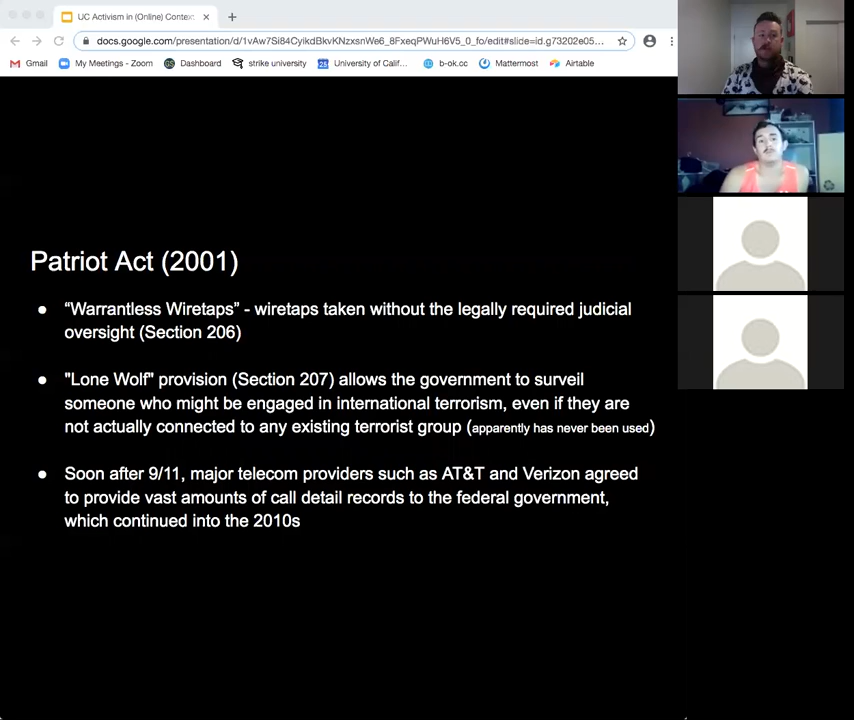 UC Activism in (Online) Contex
docs.google.com/presentation/d/1vAw7Si84CyikdBkvKNzxsnWe6_8FxeqPWuH6V5_0_fo/edit#slide=id.g73202e05...
Gmail My Meetings - Zoom Dashboard strike university 25 University of Calif... b-ok.cc Mattermost Airtable
Patriot Act (2001)
● “Warrantless Wiretaps” - wiretaps taken without the legally required judicial
oversight (Section 206)
● "Lone Wolf" provision (Section 207) allows the government to surveil
someone who might be engaged in international terrorism, even if they are
not actually connected to any existing terrorist group (apparently has never been used)
● Soon after 9/11, major telecom providers such as AT&T and Verizon agreed
to provide vast amounts of call detail records to the federal government,
which continued into the 2010s